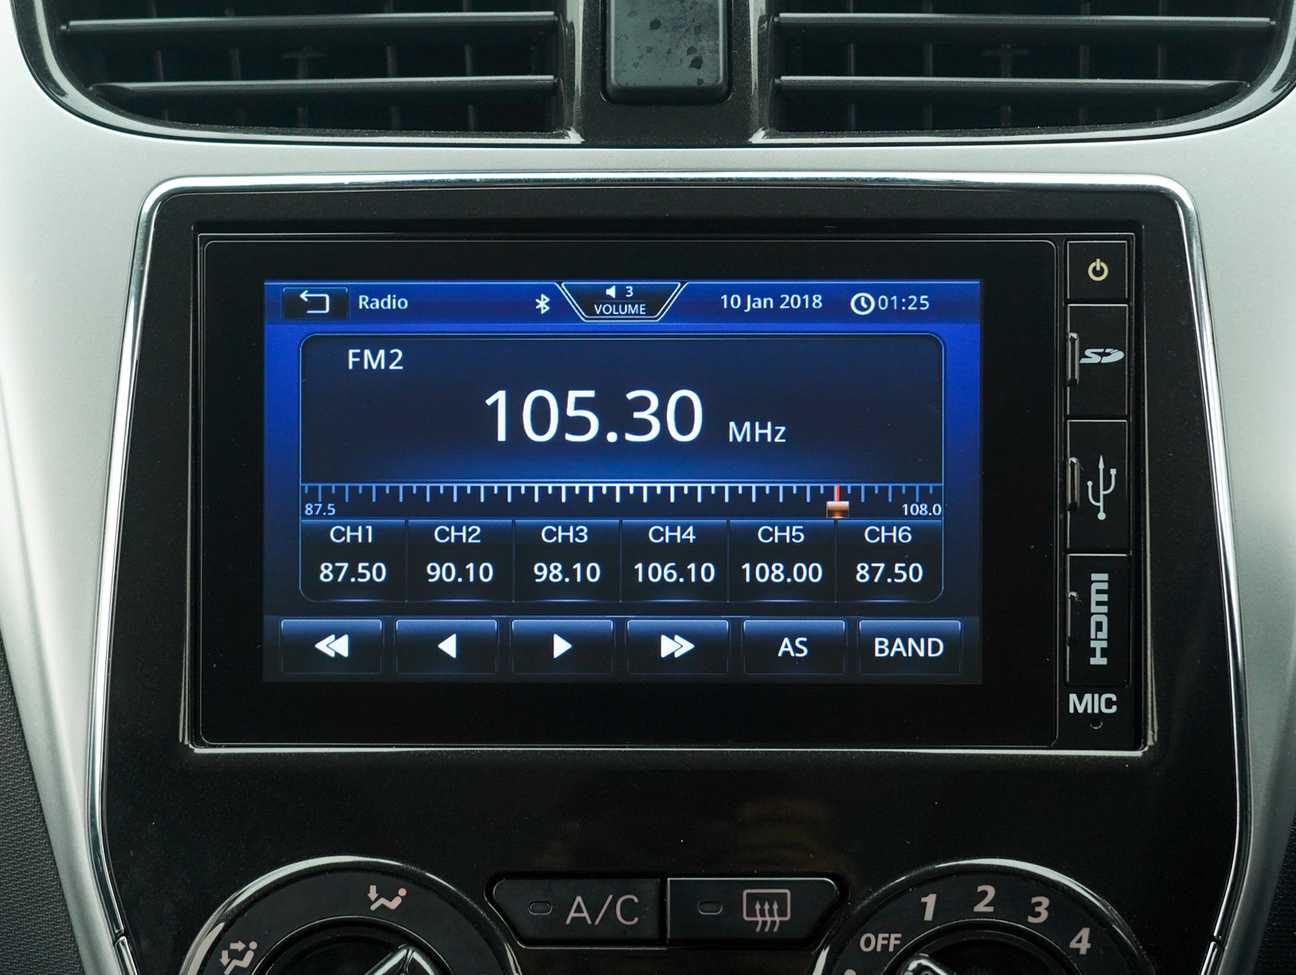 Radio 3 VOLUME 10 Jan 2018 01:25
FM2
105.30 MHz
87.5 108.0
CH1 CH2 CH3 CH4 CH5 CH6
87.50 90.10 98.10 106.10 108.00 87.50
AS BAND
SD
HDMI
MIC
A/C
OFF 1 2 3 4